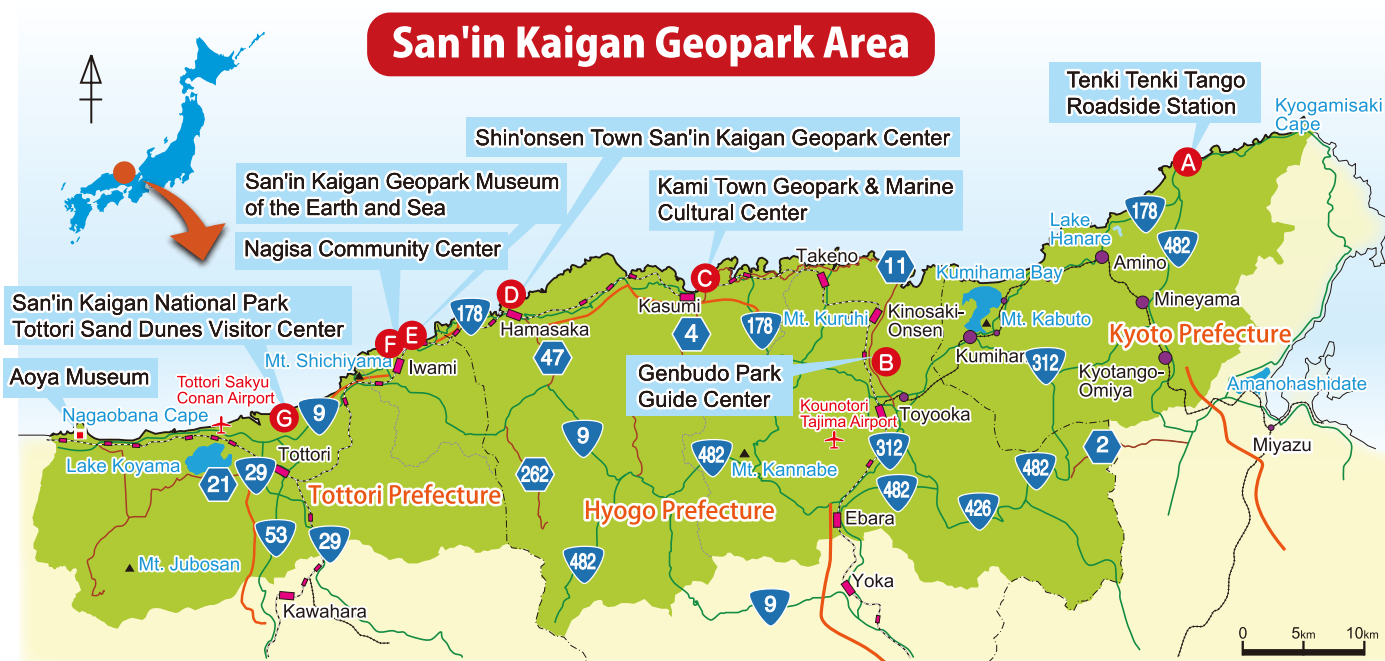 San'in Kaigan Geopark Area
Tenki Tenki Tango
Roadside Station
Kyogamisaki
Cape
Shin'onsen Town San'in Kaigan Geopark Center
San'in Kaigan Geopark Museum
of the Earth and Sea
Kami Town Geopark & Marine
Cultural Center
Nagisa Community Center
San'in Kaigan National Park
Tottori Sand Dunes Visitor Center
Aoya Museum
Genbudo Park
Guide Center
A
B
C
D
E
F
G
178
482
Lake
Hanare
Amino
Mineyama
Kyoto Prefecture
Kyotango-
Omiya
Amanohashidate
Miyazu
Takeno
11
Kumihama Bay
Kinosaki-
Onsen
Mt. Kabuto
312
2
Mt. Kuruhi
Kasumi
4
178
Hamasaka
178
47
Iwami
Mt. Shichiyama
Tottori Sakyu
Conan Airport
Nagaobana Cape
9
Lake Koyama
21
29
Tottori
Tottori Prefecture
53
29
Mt. Jubosan
Kawahara
9
262
482
Hyogo Prefecture
482
Mt. Kannabe
Kounotori
Tajima Airport
Toyooka
312
482
426
482
Ebara
Yoka
9
0
5km
10km